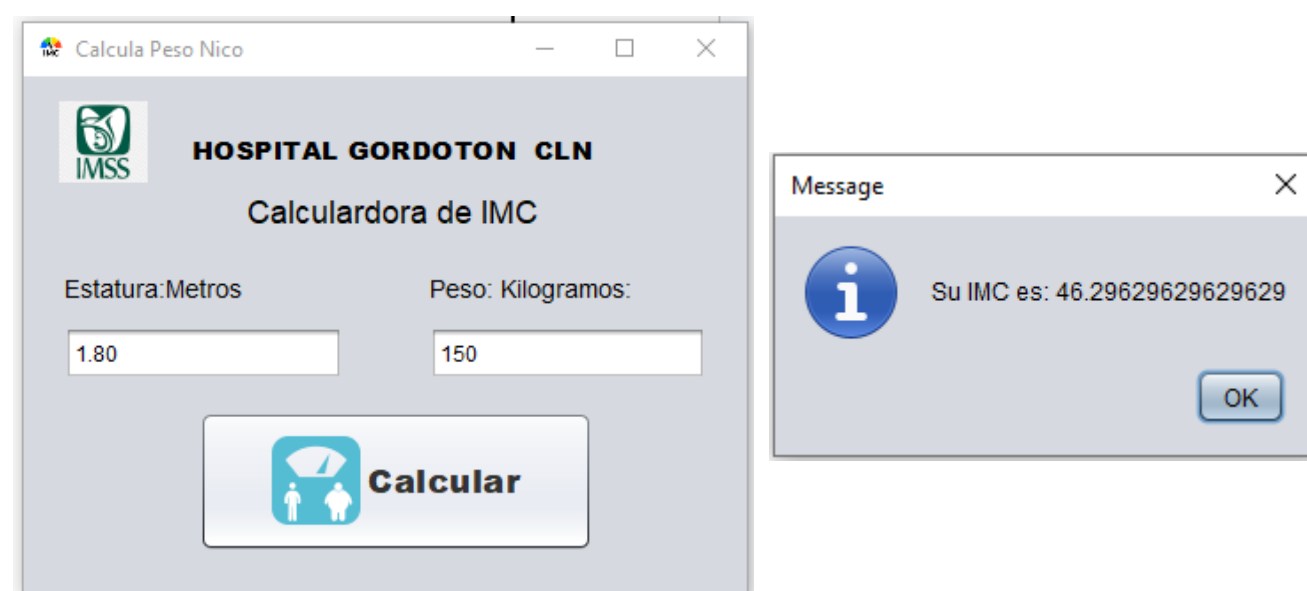 Calcula Peso Nico
IMC
IMSS
HOSPITAL GORDOTON CLN
Calculardora de IMC
Estatura:Metros
Peso: Kilogramos:
1.80
150
Calcular
Message
Su IMC es: 46.29629629629629
OK